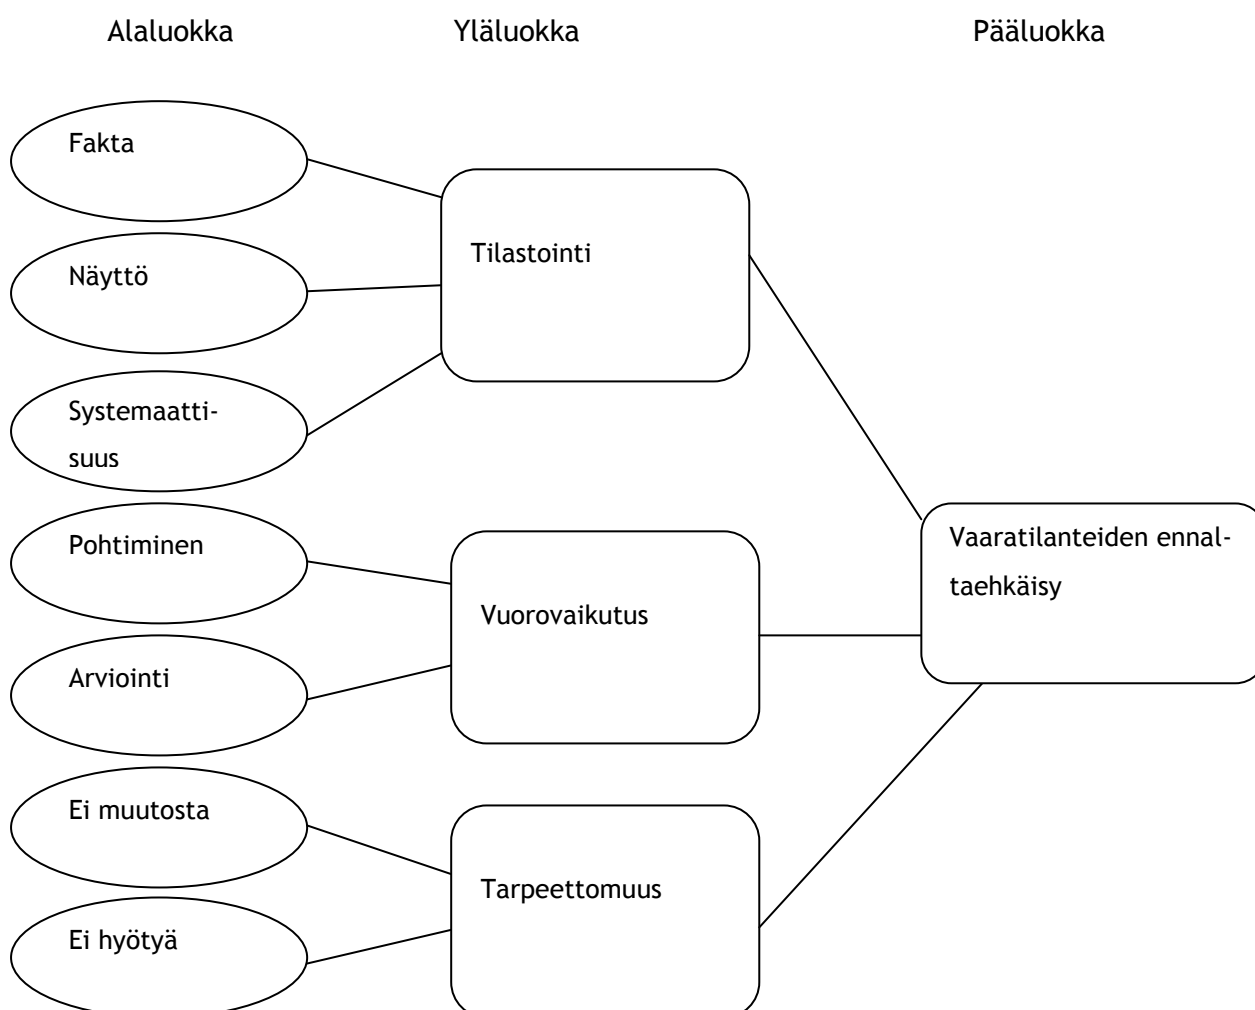 Alaluokka Yläluokka Pääluokka
Fakta
Näyttö
Systemaatti-
suus
Pohtiminen
Arviointi
Ei muutosta
Ei hyötyä
Tilastointi
Vuorovaikutus
Tarpeettomuus
Vaaratilanteiden ennal-
taehkäisy